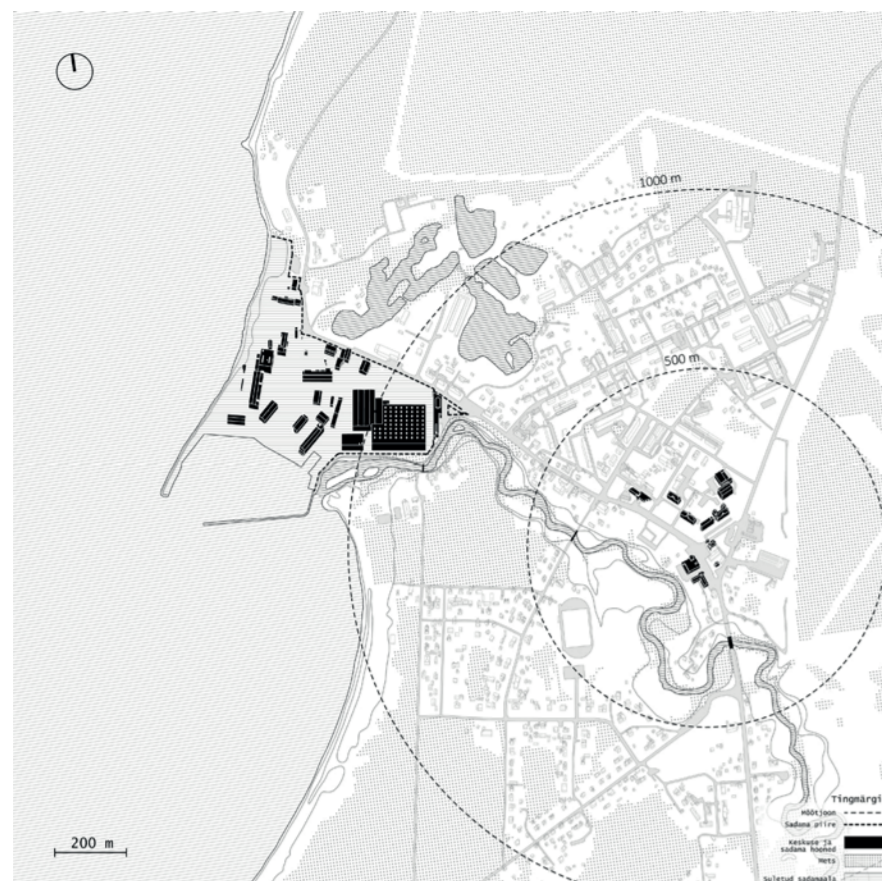 1000 m
500 m
200 m
Tingmärgi
Mõõtjoon
Sadama piire
Keskuse ja
sadama hooned
Mets
Suletud sadamaala